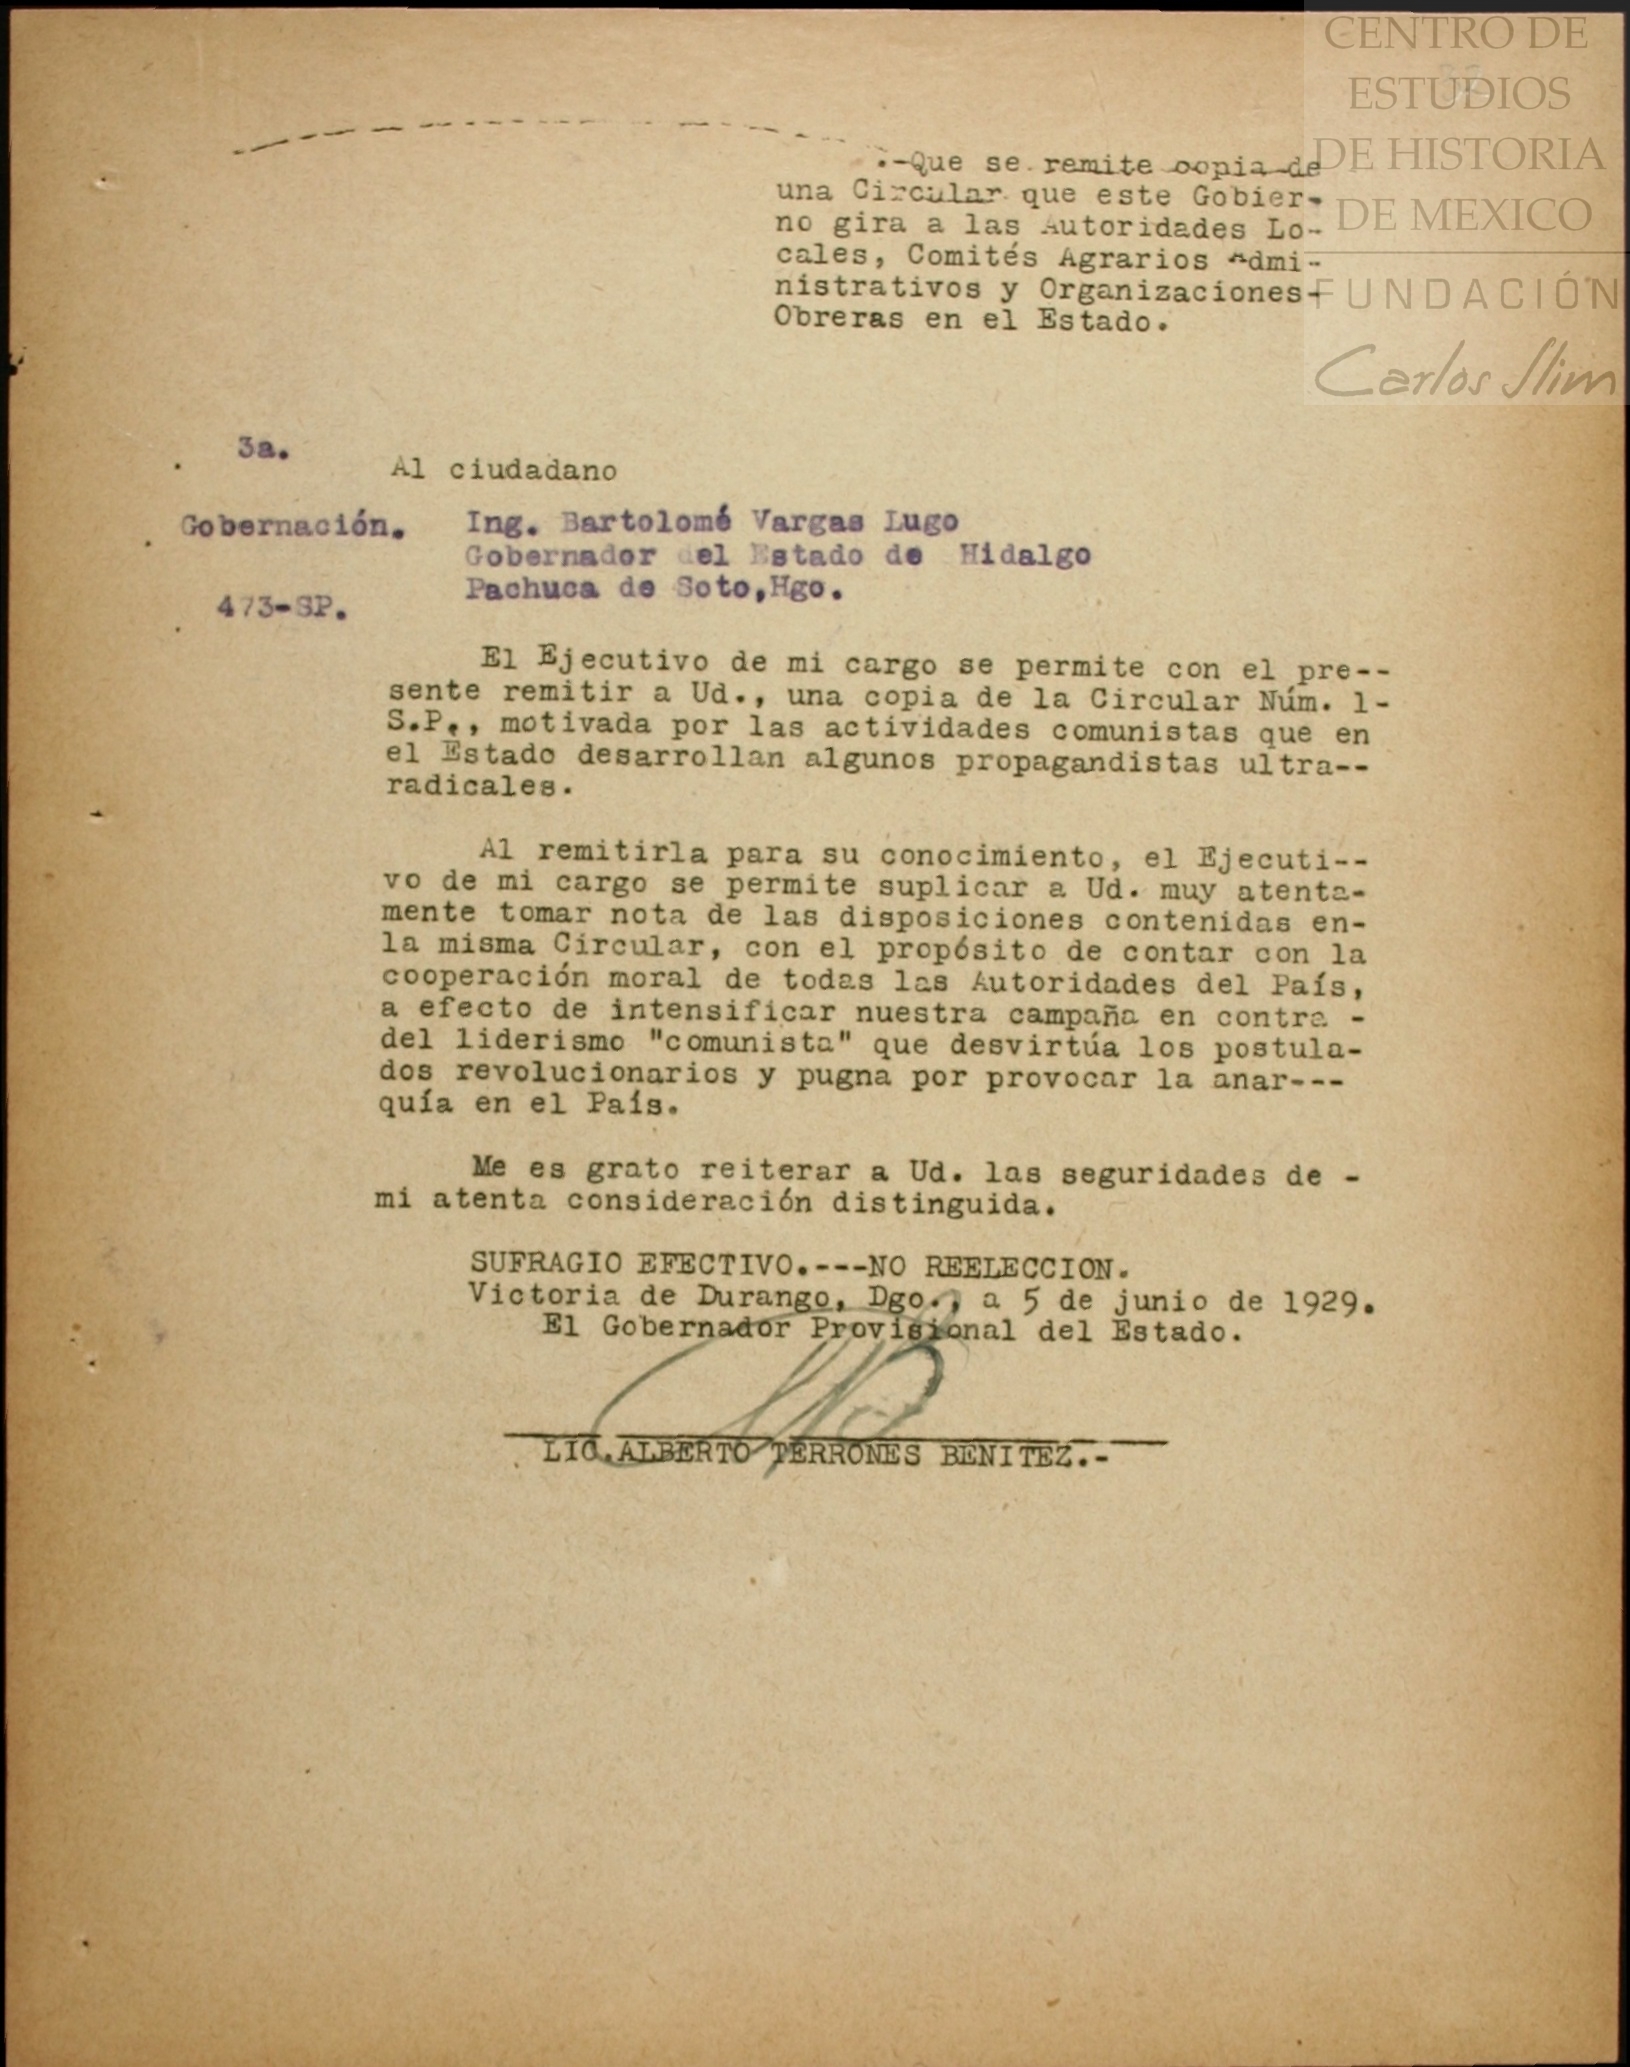 CENTRO DE
ESTUDIOS
DE HISTORIA
DE MEXICO
FUNDACIÓN
Carlos Slim
.-Que se remite copia de
una Circular que este Gobier-
no gira a las Autoridades Lo-
cales, Comités Agrarios Admi-
nistrativos y Organizaciones-
Obreras en el Estado.
3a.
Al ciudadano
Gobernación.
Ing. Bartolomé Vargas Lugo
Gobernador del Estado de Hidalgo
Pachuca de Soto,Hgo.
473-SP.
El Ejecutivo de mi cargo se permite con el pre--
sente remitir a Ud., una copia de la Circular Núm. 1-
S.P., motivada por las actividades comunistas que en
el Estado desarrollan algunos propagandistas ultra--
radicales.
Al remitirla para su conocimiento, el Ejecuti--
vo de mi cargo se permite suplicar a Ud. muy atenta-
mente tomar nota de las disposiciones contenidas en-
la misma Circular, con el propósito de contar con la
cooperación moral de todas las Autoridades del País,
a efecto de intensificar nuestra campaña en contra -
del liderismo "comunista" que desvirtúa los postula-
dos revolucionarios y pugna por provocar la anar---
quía en el País.
Me es grato reiterar a Ud. las seguridades de -
mi atenta consideración distinguida.
SUFRAGIO EFECTIVO.---NO REELECCION.
Victoria de Durango, Dgo., a 5 de junio de 1929.
El Gobernador Provisional del Estado.
LIC.ALBERTO TERRONES BENITEZ.-